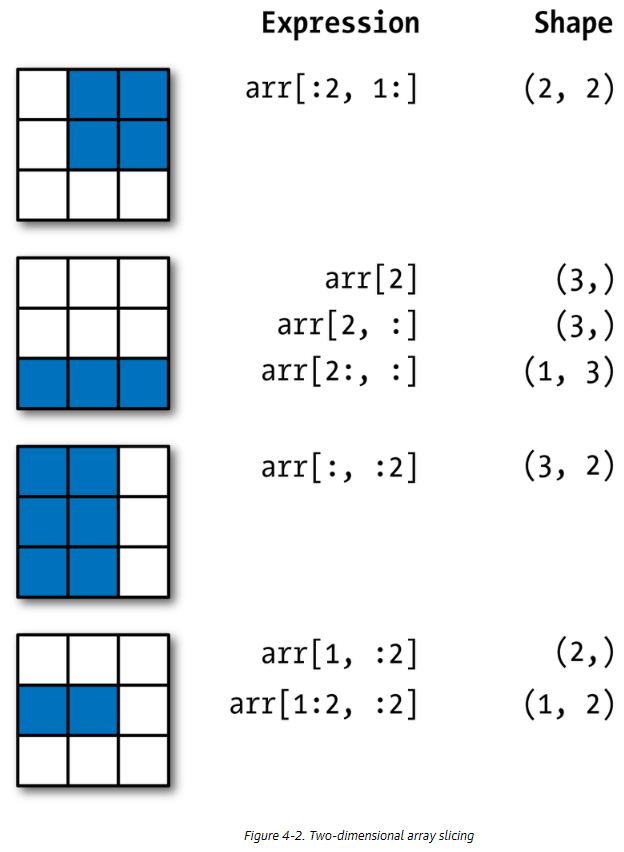 Expression Shape
arr[:2, 1:] (2, 2)
arr[2] (3,)
arr[2, :] (3,)
arr[2:, :] (1, 3)
arr[:, :2] (3, 2)
arr[1, :2] (2,)
arr[1:2, :2] (1, 2)
Figure 4-2. Two-dimensional array slicing